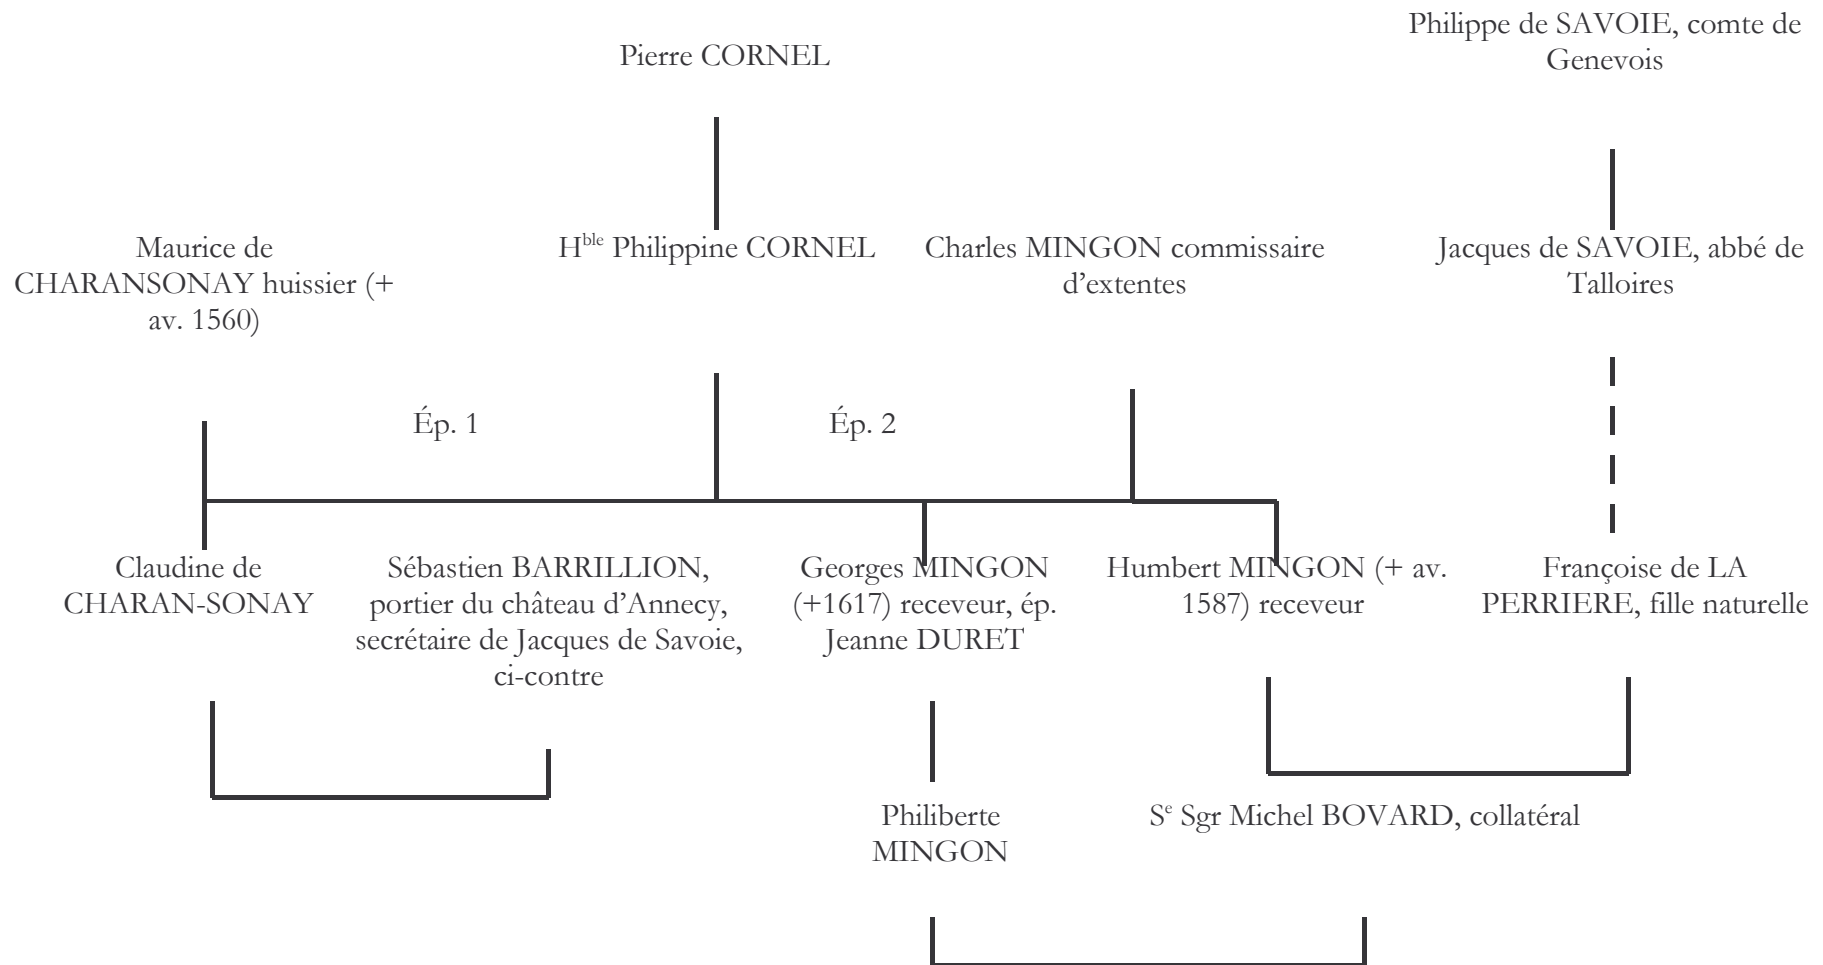 Philippe de SAVOIE, comte de
Genevois
Pierre CORNEL
Maurice de
CHARANSONAY huissier (+
av. 1560)
Hble Philippine CORNEL
Charles MINGON commissaire
d’extentes
Jacques de SAVOIE, abbé de
Talloires
Ép. 1
Ép. 2
Claudine de
CHARAN-SONAY
Sébastien BARRILLION,
portier du château d’Annecy,
secrétaire de Jacques de Savoie,
ci-contre
Georges MINGON
(+1617) receveur, ép.
Jeanne DURET
Humbert MINGON (+ av.
1587) receveur
Françoise de LA
PERRIERE, fille naturelle
Philiberte
MINGON
Se Sgr Michel BOVARD, collatéral